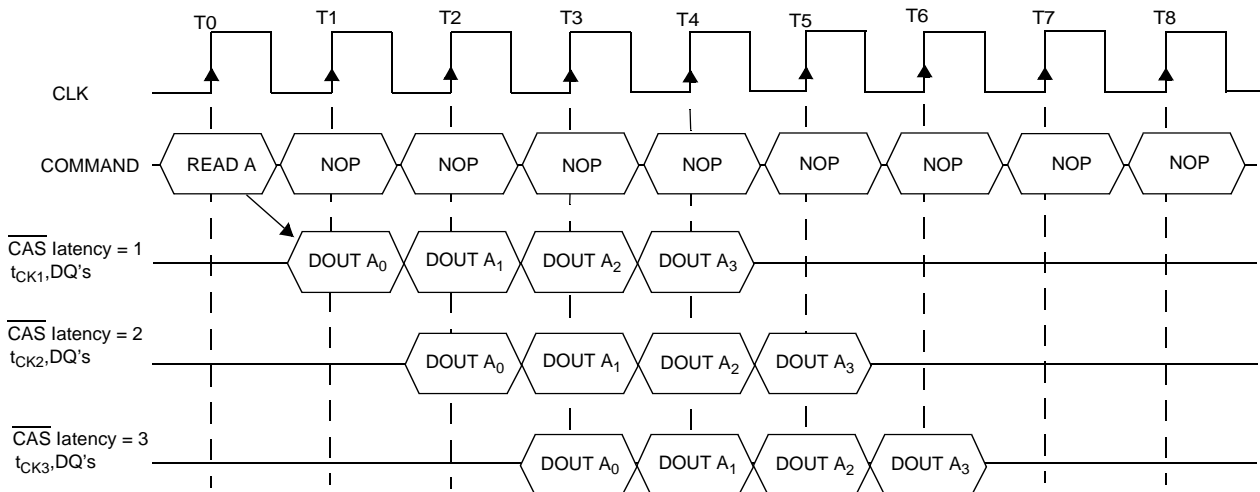 T0 T1 T2 T3 T4 T5 T6 T7 T8
CLK
COMMAND READ A NOP NOP NOP NOP NOP NOP NOP NOP
CAS latency = 1
tCK1,DQ's DOUT A0 DOUT A1 DOUT A2 DOUT A3
CAS latency = 2
tCK2,DQ's DOUT A0 DOUT A1 DOUT A2 DOUT A3
CAS latency = 3
tCK3,DQ's DOUT A0 DOUT A1 DOUT A2 DOUT A3